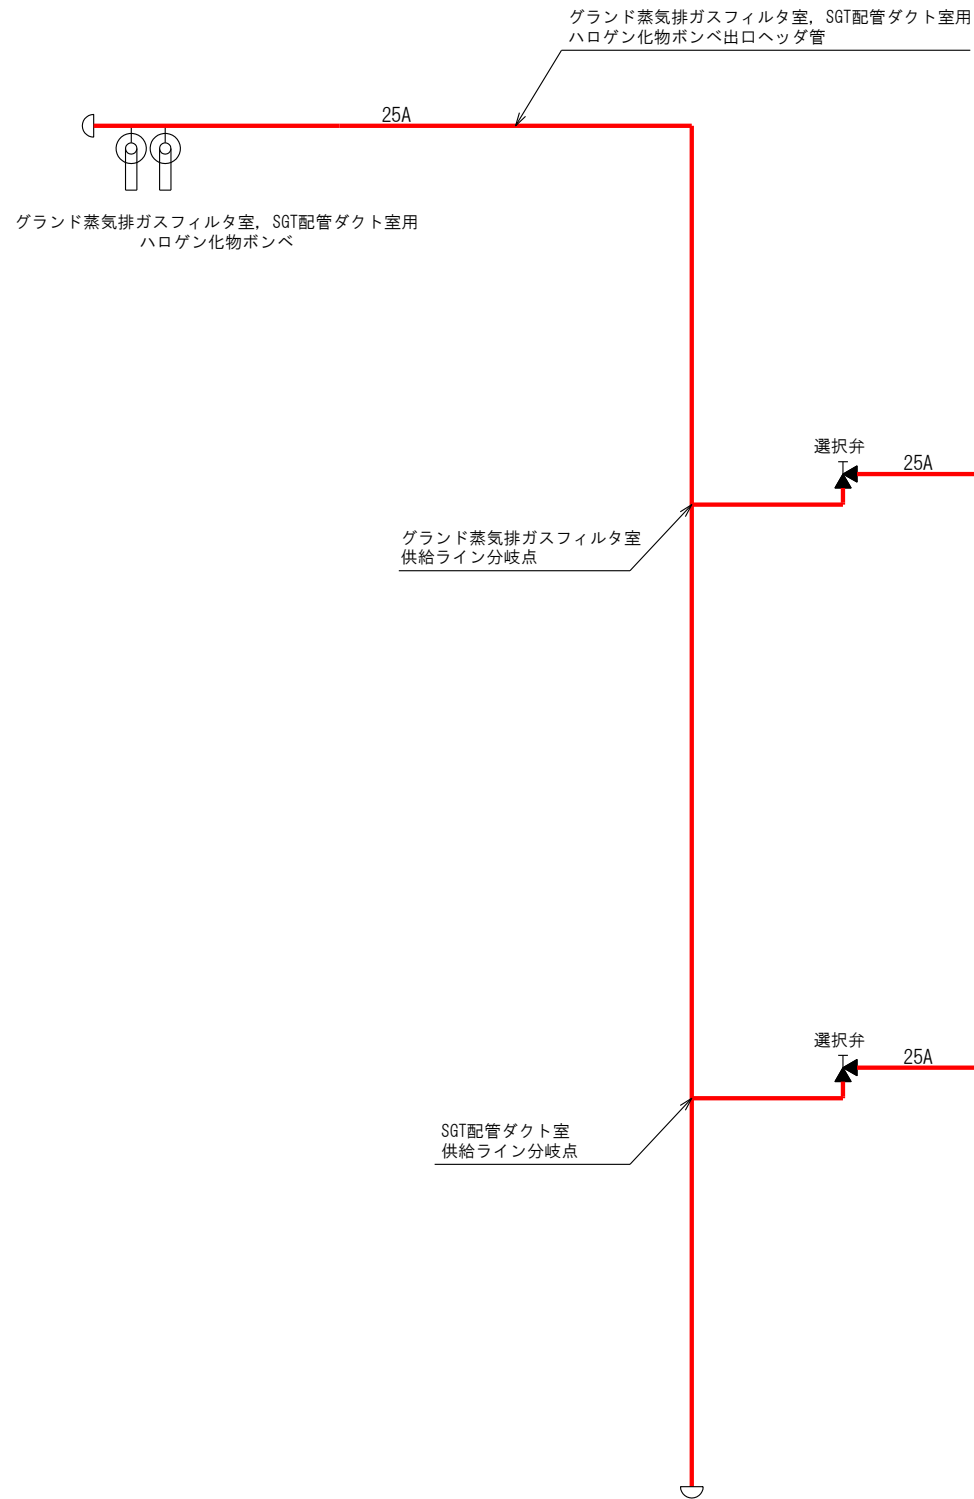 グランド蒸気排ガスフィルタ室, SGT配管ダクト室用
ハロゲン化物ボンベ出口ヘッダ管
25A
グランド蒸気排ガスフィルタ室, SGT配管ダクト室用
ハロゲン化物ボンベ
選択弁
25A
グランド蒸気排ガスフィルタ室
供給ライン分岐点
選択弁
25A
SGT配管ダクト室
供給ライン分岐点